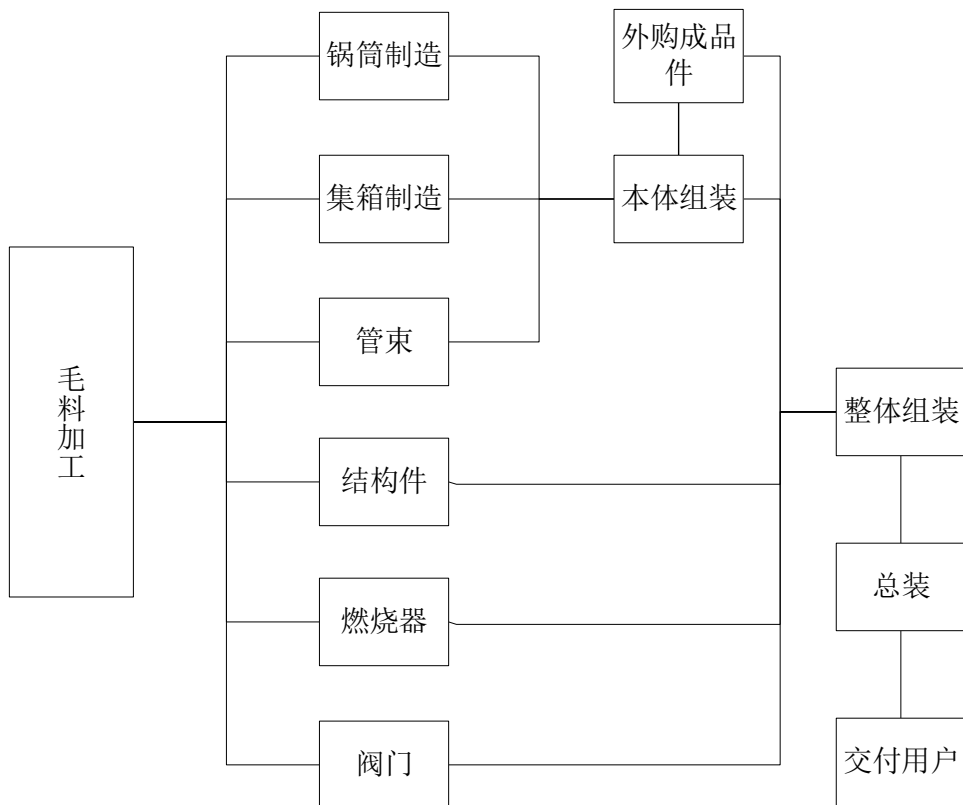 毛料加工
锅筒制造
集箱制造
管束
结构件
燃烧器
阀门
外购成品
件
本体组装
整体组装
总装
交付用户